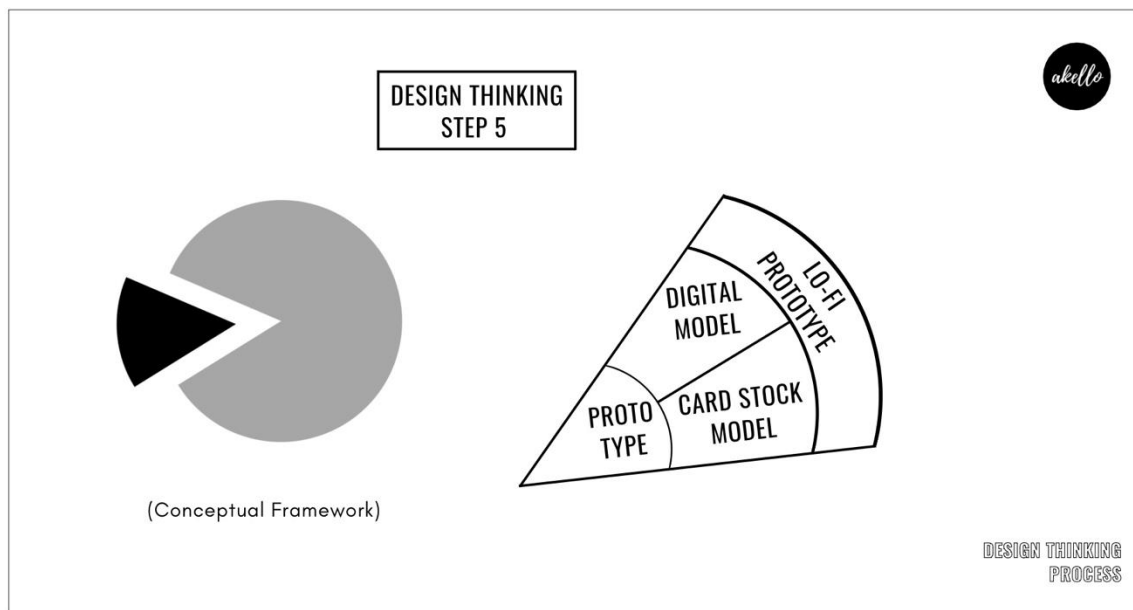 DESIGN THINKING
STEP 5
akello
DIGITAL
MODEL
LO-FI
PROTOTYPE
PROTO
TYPE
CARD STOCK
MODEL
(Conceptual Framework)
DESIGN THINKING
PROCESS